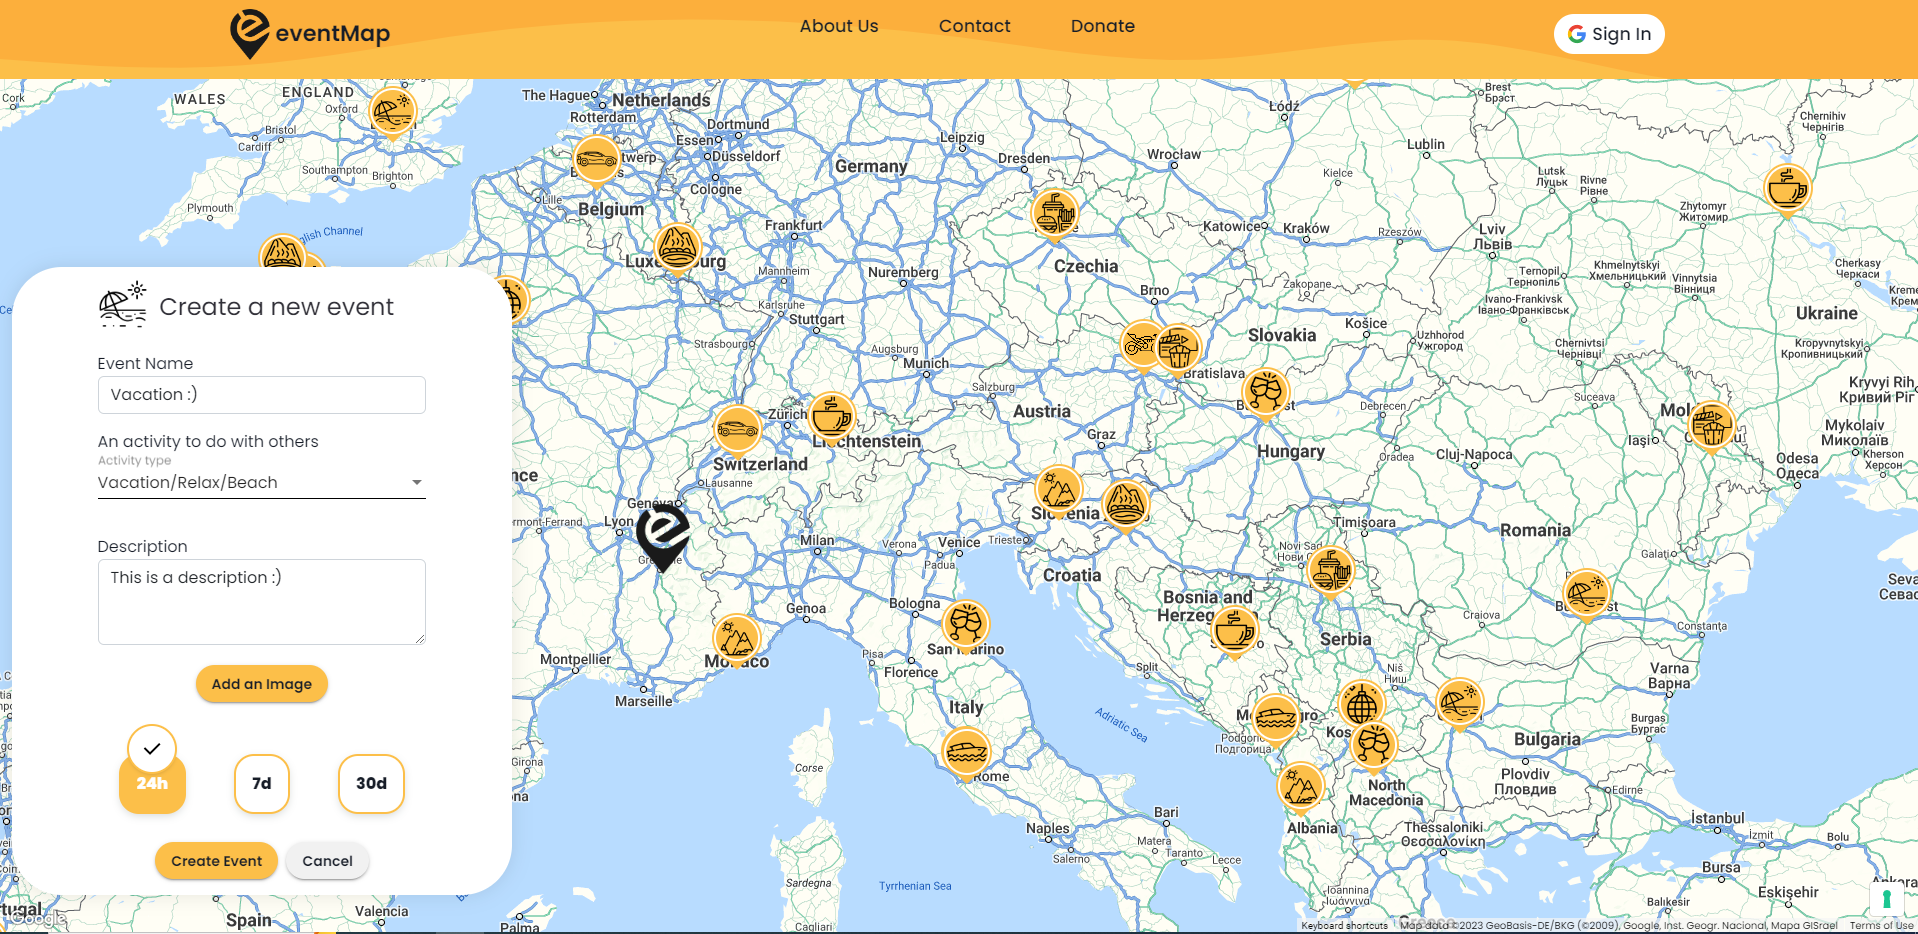 eventMap
About Us
Contact
Donate
Sign In
Create a new event
Event Name
Vacation :)
An activity to do with others
Activity type
Vacation/Relax/Beach
Description
This is a description :)
Add an Image
24h
7d
30d
Create Event
Cancel
Cork
WALES
ENGLAND
Oxford
Bristol
Cardiff
Southampton
Brighton
Plymouth
English Channel
The Hague
Netherlands
Rotterdam
Dortmund
Essen
Düsseldorf
Cologne
Lille
Belgium
Germany
Leipzig
Dresden
Frankfurt
Mannheim
Nuremberg
Karlsruhe
Stuttgart
Strasbourg
Augsburg
Munich
Salzburg
Zürich
Liechtenstein
Switzerland
Lausanne
Geneva
Lyon
Milan
Verona
Venice
Padua
Trieste
Genoa
Bologna
Pisa
Florence
Montpellier
Marseille
Italy
Rome
Adriatic Sea
Corse
Girona
Naples
Salerno
Bari
Matera
Taranto
Lecce
Sardegna
Cagliari
Tyrrhenian Sea
Spain
Valencia
Palma
Łódź
Wrocław
Lublin
Kielce
Katowice
Kraków
Rzeszów
Czechia
Brno
Zakopane
Slovakia
Košice
Bratislava
Austria
Graz
Hungary
Debrecen
Oradea
Cluj-Napoca
Slovenia
Croatia
Bosnia and
Timișoara
Novi Sad
Romania
Craiova
Serbia
Split
Niš
Ниш
Podgorica
Подгорица
North
Macedonia
Albania
Bulgaria
Plovdiv
Пловдив
Varna
Варна
Burgas
Бургас
Edirne
Constanța
Galați
Iași
Suceava
Brest
Брэст
Lutsk
Луцьк
Rivne
Рівне
Zhytomyr
Житомир
Chernihiv
Чернігів
Lviv
Львів
Ternopil
Тернопіль
Khmelnytskyi
Хмельницький
Vinnytsia
Вінниця
Cherkasy
Черкаси
Ivano-Frankivsk
Івано-Франківськ
Uzhhorod
Ужгород
Chernivtsi
Чернівці
Ukraine
Kropyvnytskyi
Кропивницький
Kryvyi Rih
Кривий Ріг
Mykolaiv
Миколаїв
Kherson
Херсон
Odesa
Одеса
Thessaloniki
Θεσσαλονίκη
Ioannina
Ιωάννινα
Greece
İstanbul
İzmit
Bolu
Bursa
Eskişehir
Balıkesir
Ankara
Google
Keyboard shortcuts
Map data ©2023 GeoBasis-DE/BKG (©2009), Google, Inst. Geogr. Nacional, Mapa GISrael
Terms of Use